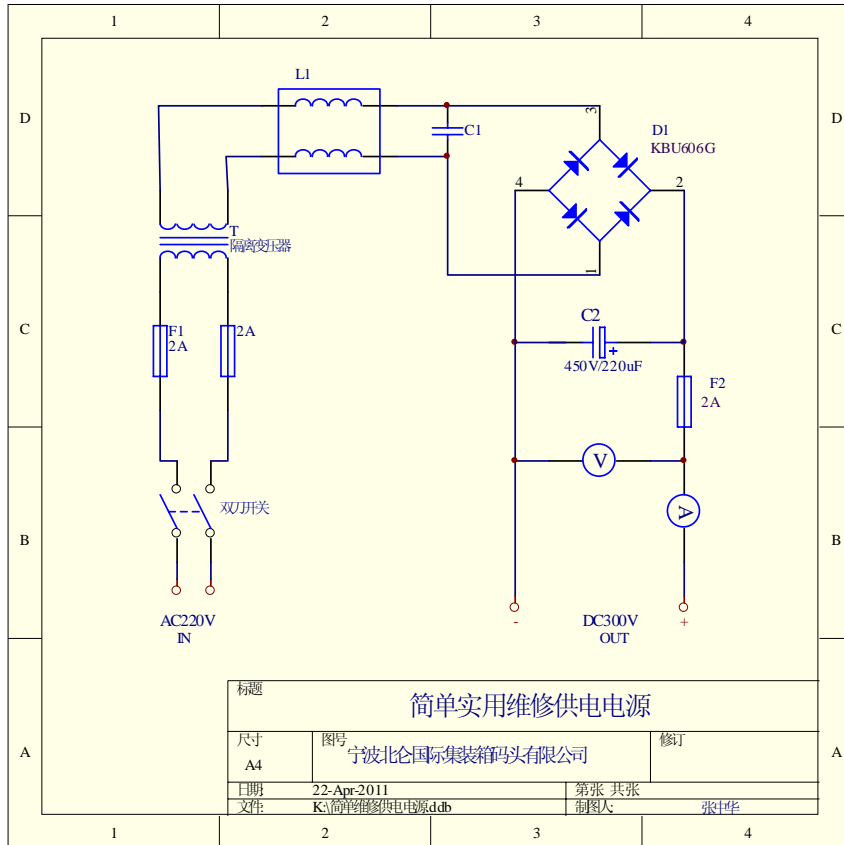 1 2 3 4
L1
D D
C1
3
D1
KBU606G
4 2
T
隔离变压器
1
C C
F1
2A
2A
C2
450V/220uF
F2
2A
V
A
双刀开关
B B
AC220V
IN
-
DC300V
OUT
+
标题
简单实用维修供电电源
尺寸
A4
图号
宁波北仑国际集装箱码头有限公司
修订
A A
日期: 22-Apr-2011 第张 共张
文件: K:\简单维修供电电源.ddb 制图人: 张中华
1 2 3 4